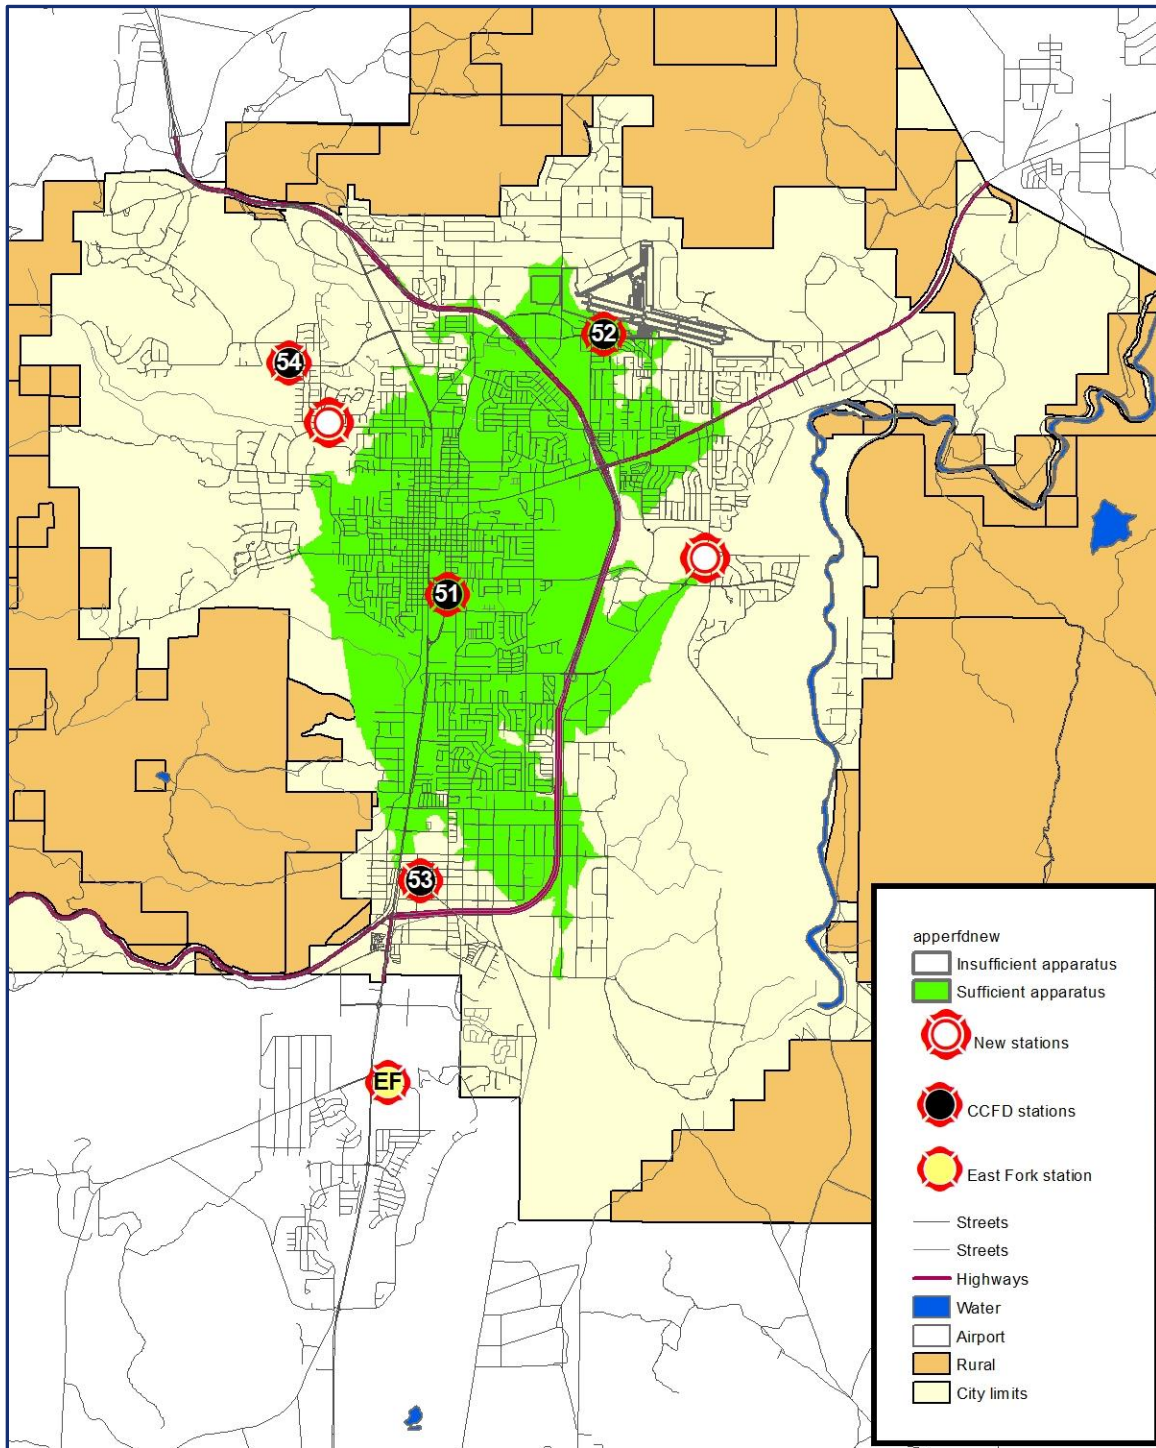 52
54
51
53
EF
apperfdnew
Insufficient apparatus
Sufficient apparatus
New stations
CCFD stations
East Fork station
Streets
Streets
Highways
Water
Airport
Rural
City limits